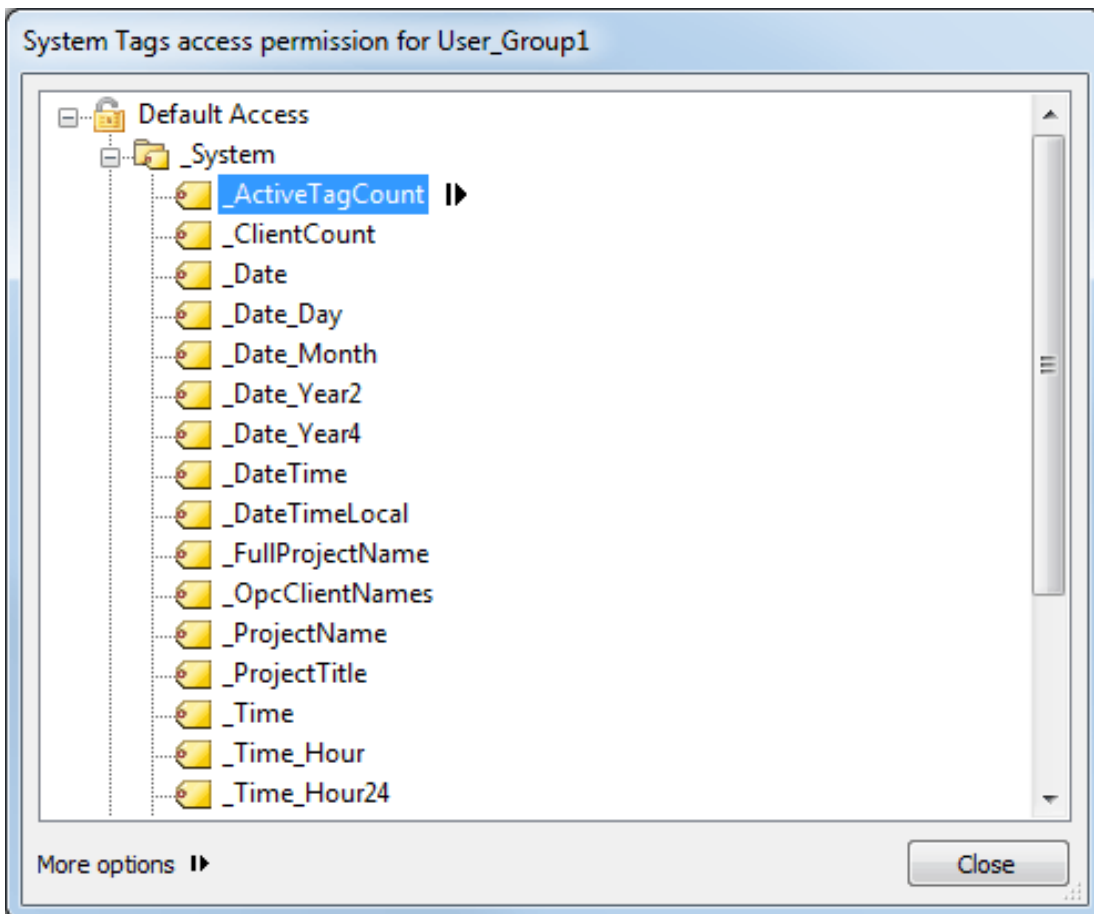 System Tags access permission for User_Group1
Default Access
_System
_ActiveTagCount
_ClientCount
_Date
_Date_Day
_Date_Month
_Date_Year2
_Date_Year4
_DateTime
_DateTimeLocal
_FullProjectName
_OpcClientNames
_ProjectName
_ProjectTitle
_Time
_Time_Hour
_Time_Hour24
More options
Close